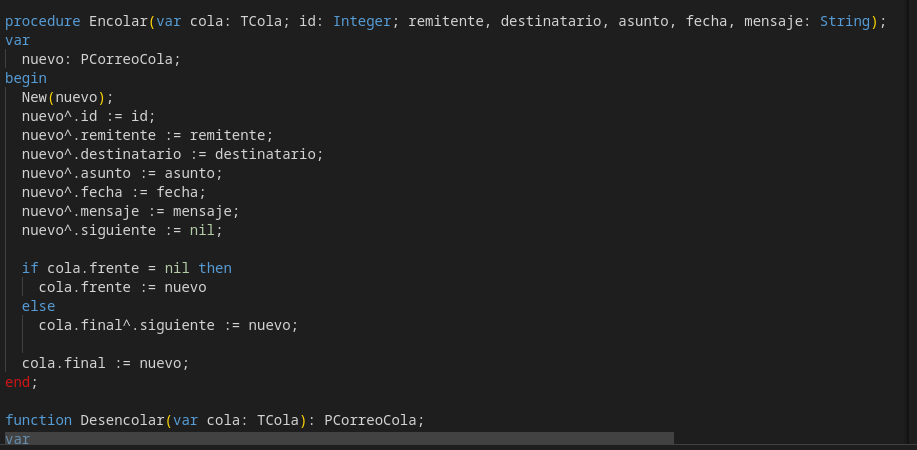 procedure Encolar(var cola: TCola; id: Integer; remitente, destinatario, asunto, fecha, mensaje: String);
var
  nuevo: PCorreoCola;
begin
  New(nuevo);
  nuevo^.id := id;
  nuevo^.remitente := remitente;
  nuevo^.destinatario := destinatario;
  nuevo^.asunto := asunto;
  nuevo^.fecha := fecha;
  nuevo^.mensaje := mensaje;
  nuevo^.siguiente := nil;
  if cola.frente = nil then
    cola.frente := nuevo
  else
    cola.final^.siguiente := nuevo;
  cola.final := nuevo;
end;
function Desencolar(var cola: TCola): PCorreoCola;
var